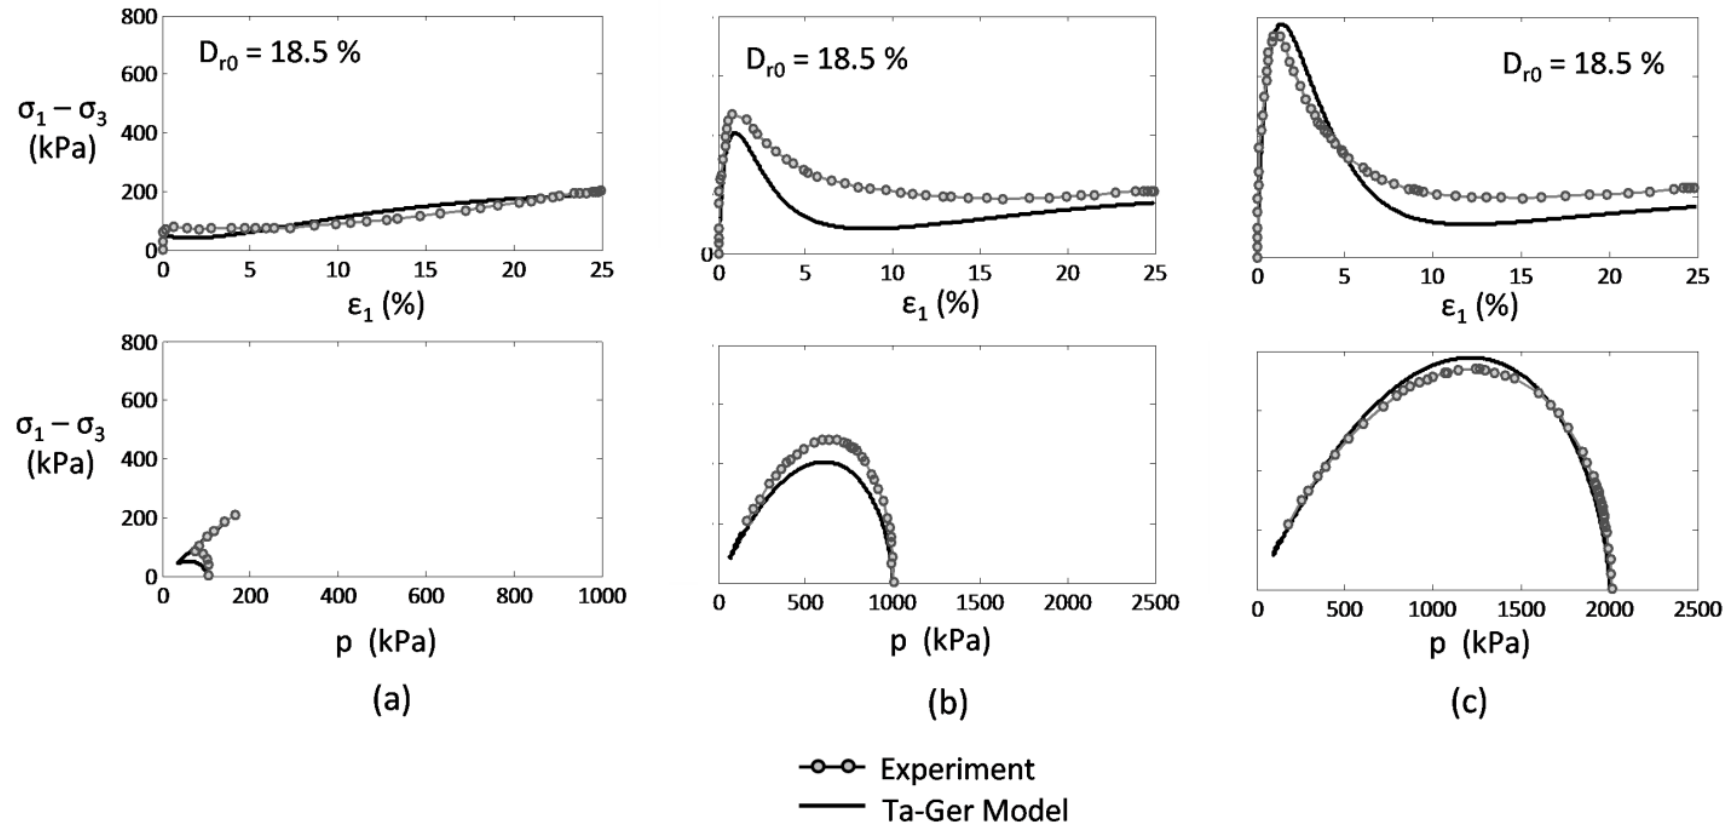 800
600
400
200
0
σ1 – σ3
(kPa)
Dr0 = 18.5 %
0 5 10 15 20 25
ε1 (%)
Dr0 = 18.5 %
0
0 5 10 15 20 25
ε1 (%)
Dr0 = 18.5 %
0 5 10 15 20 25
ε1 (%)
800
600
400
200
0
σ1 – σ3
(kPa)
0 200 400 600 800 1000
p (kPa)
(a)
0 500 1000 1500 2000 2500
p (kPa)
(b)
0 500 1000 1500 2000 2500
p (kPa)
(c)
Experiment
Ta-Ger Model